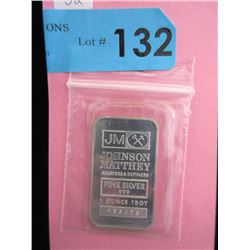 ONS
Lot # 132
JM
JOHNSON
MATTHEY
ASSAYERS & REFINERS
FINE SILVER
999
1 OUNCE TROY